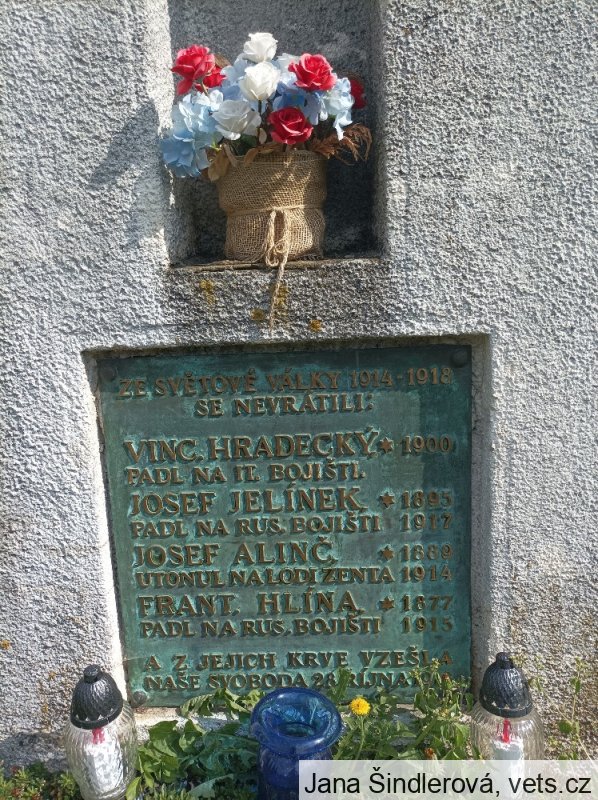 ZE SVĚTOVÉ VÁLKY 1914-1918
SE NEVRÁTILI:
VINC. HRADECKÝ * 1900
PADL NA IT. BOJIŠTI.
JOSEF JELÍNEK * 1895
PADL NA RUS. BOJIŠTI 1917
JOSEF ALINČ * 1889
UTONUL NA LODI ZENTA 1914
FRANT. HLÍNA * 1877
PADL NA RUS. BOJIŠTI 1915
A Z JEJICH KRVE VZEŠLA
NAŠE SVOBODA 28. ŘÍJNA
Jana Šindlerová, vets.cz